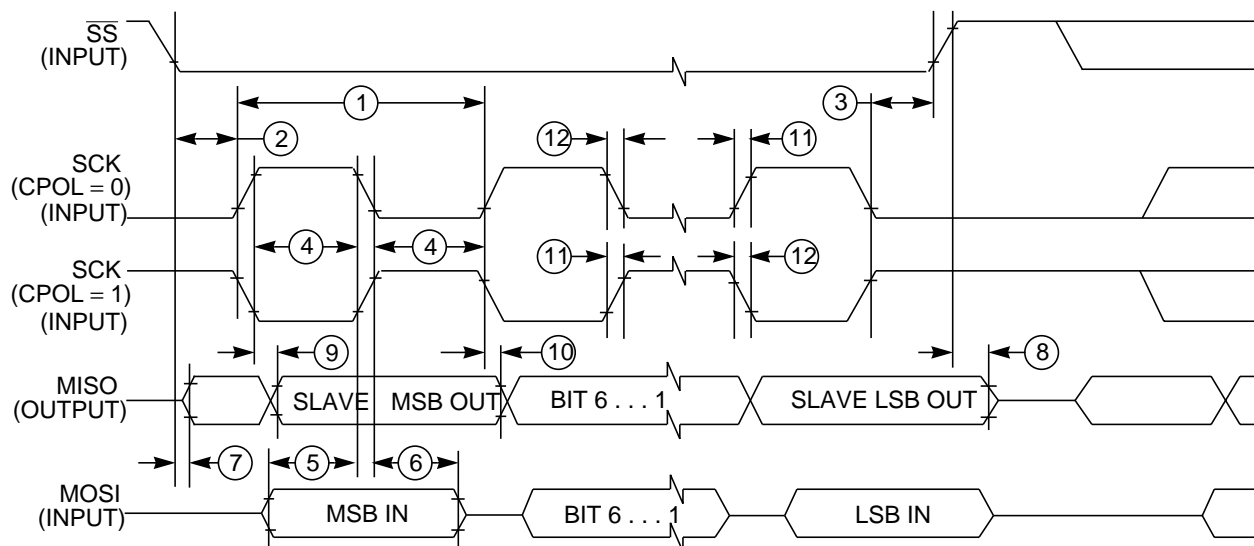 SS
(INPUT)
1
3
2
12
11
SCK
(CPOL = 0)
(INPUT)
4
4
11
12
SCK
(CPOL = 1)
(INPUT)
9
10
8
MISO
(OUTPUT)
SLAVE MSB OUT
BIT 6 . . . 1
SLAVE LSB OUT
7
5
6
MOSI
(INPUT)
MSB IN
BIT 6 . . . 1
LSB IN